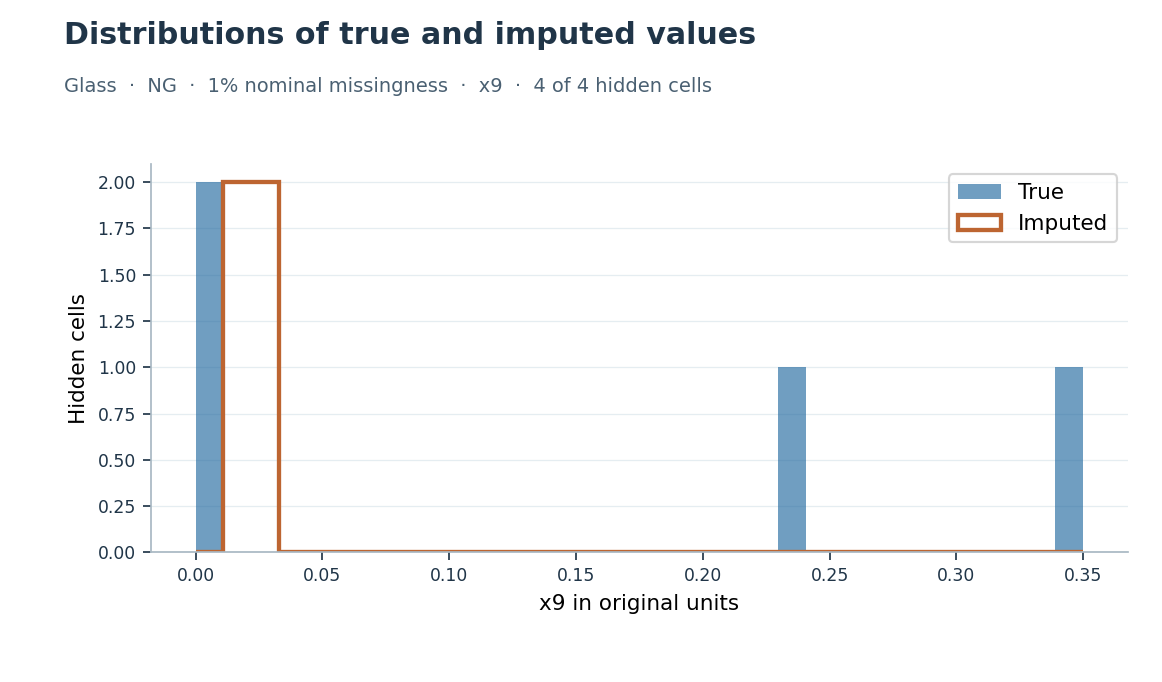 Distributions of true and imputed values
Glass · NG · 1% nominal missingness · x9 · 4 of 4 hidden cells
True
Imputed
Hidden cells
2.00
1.75
1.50
1.25
1.00
0.75
0.50
0.25
0.00
0.00 0.05 0.10 0.15 0.20 0.25 0.30 0.35
x9 in original units